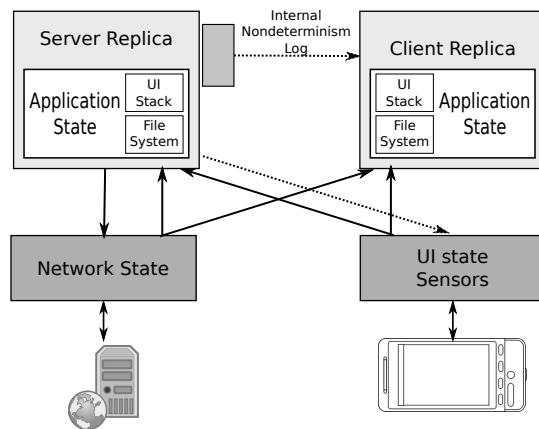 Server Replica
Application
State
UI
Stack
File
System
Internal
Nondeterminism
Log
Client Replica
UI
Stack
File
System
Application
State
Network State
UI state
Sensors